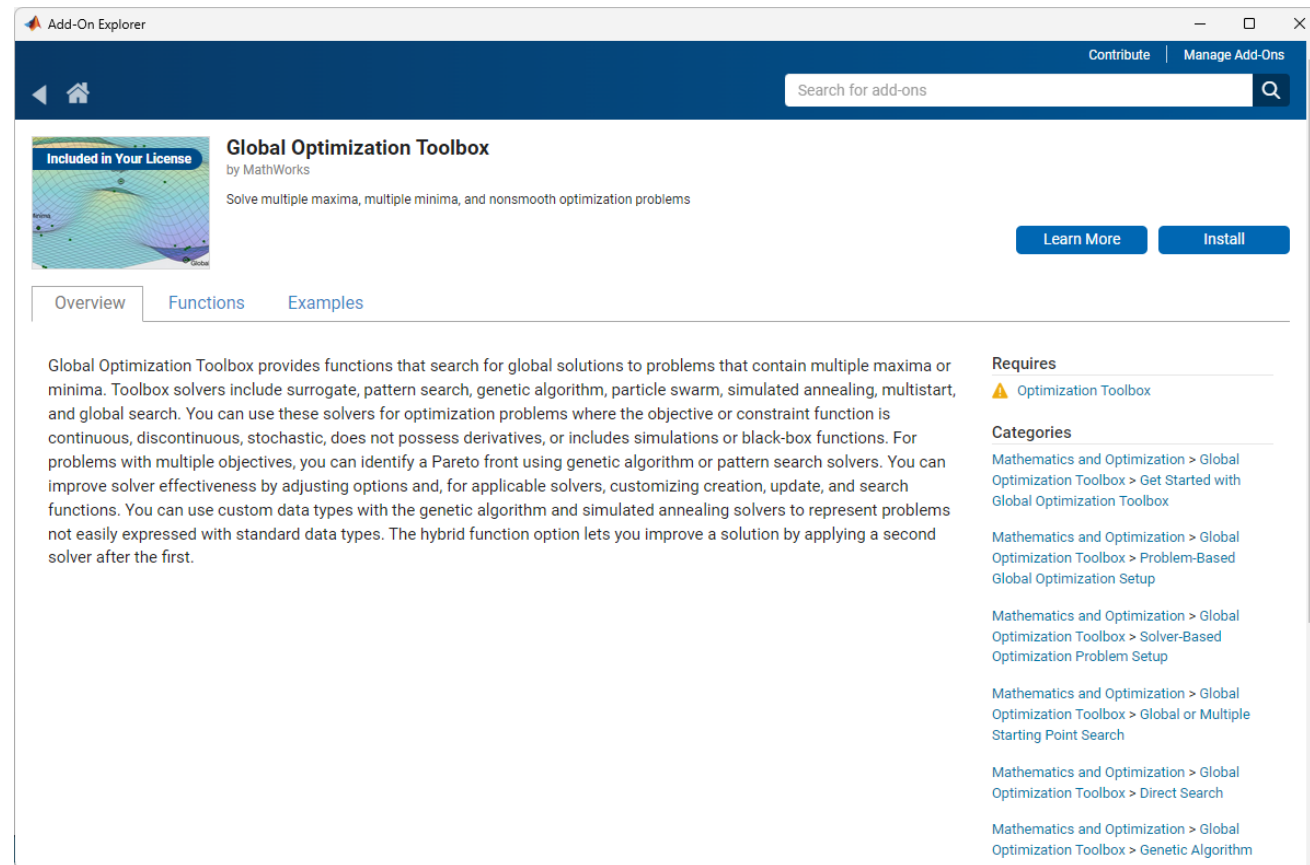 Add-On Explorer
Contribute
Manage Add-Ons
Search for add-ons
Included in Your License
Minima
Global
Global Optimization Toolbox
by MathWorks
Solve multiple maxima, multiple minima, and nonsmooth optimization problems
Learn More
Install
Overview
Functions
Examples
Global Optimization Toolbox provides functions that search for global solutions to problems that contain multiple maxima or
minima. Toolbox solvers include surrogate, pattern search, genetic algorithm, particle swarm, simulated annealing, multistart,
and global search. You can use these solvers for optimization problems where the objective or constraint function is
continuous, discontinuous, stochastic, does not possess derivatives, or includes simulations or black-box functions. For
problems with multiple objectives, you can identify a Pareto front using genetic algorithm or pattern search solvers. You can
improve solver effectiveness by adjusting options and, for applicable solvers, customizing creation, update, and search
functions. You can use custom data types with the genetic algorithm and simulated annealing solvers to represent problems
not easily expressed with standard data types. The hybrid function option lets you improve a solution by applying a second
solver after the first.
Requires
Optimization Toolbox
Categories
Mathematics and Optimization > Global
Optimization Toolbox > Get Started with
Global Optimization Toolbox
Mathematics and Optimization > Global
Optimization Toolbox > Problem-Based
Global Optimization Setup
Mathematics and Optimization > Global
Optimization Toolbox > Solver-Based
Optimization Problem Setup
Mathematics and Optimization > Global
Optimization Toolbox > Global or Multiple
Starting Point Search
Mathematics and Optimization > Global
Optimization Toolbox > Direct Search
Mathematics and Optimization > Global
Optimization Toolbox > Genetic Algorithm